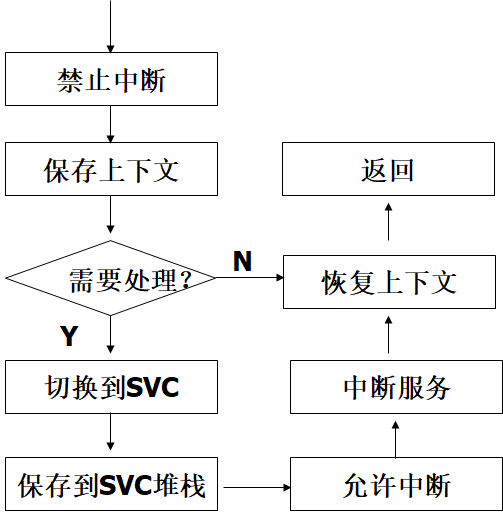 禁止中断
保存上下文
返回
需要处理?
N
恢复上下文
Y
切换到SVC
中断服务
保存到SVC堆栈
允许中断